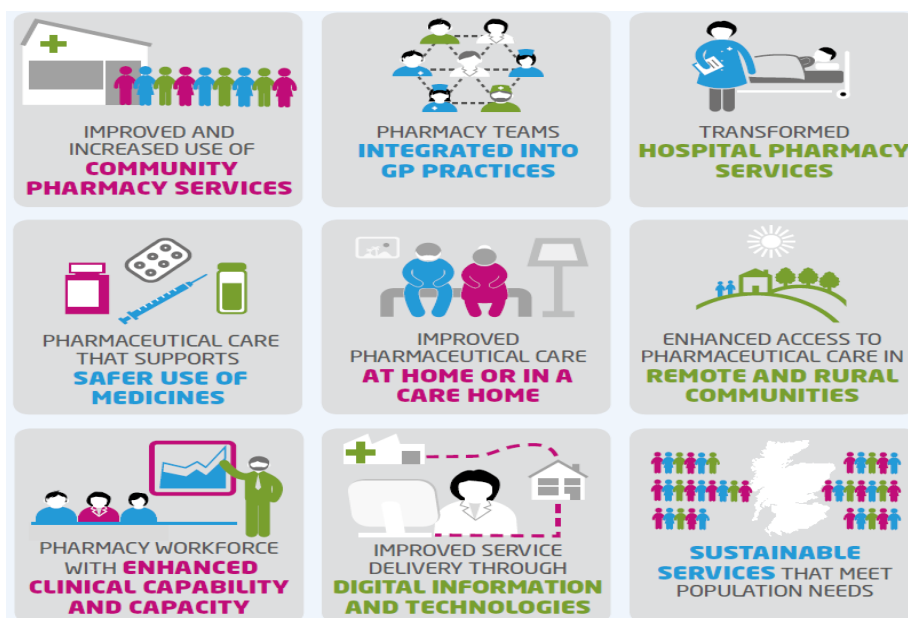 IMPROVED AND
INCREASED USE OF
COMMUNITY
PHARMACY SERVICES
PHARMACY TEAMS
INTEGRATED INTO
GP PRACTICES
TRANSFORMED
HOSPITAL PHARMACY
SERVICES
PHARMACEUTICAL CARE
THAT SUPPORTS
SAFER USE OF
MEDICINES
IMPROVED
PHARMACEUTICAL CARE
AT HOME OR IN A
CARE HOME
ENHANCED ACCESS TO
PHARMACEUTICAL CARE IN
REMOTE AND RURAL
COMMUNITIES
PHARMACY WORKFORCE
WITH ENHANCED
CLINICAL CAPABILITY
AND CAPACITY
IMPROVED SERVICE
DELIVERY THROUGH
DIGITAL INFORMATION
AND TECHNOLOGIES
SUSTAINABLE
SERVICES THAT MEET
POPULATION NEEDS